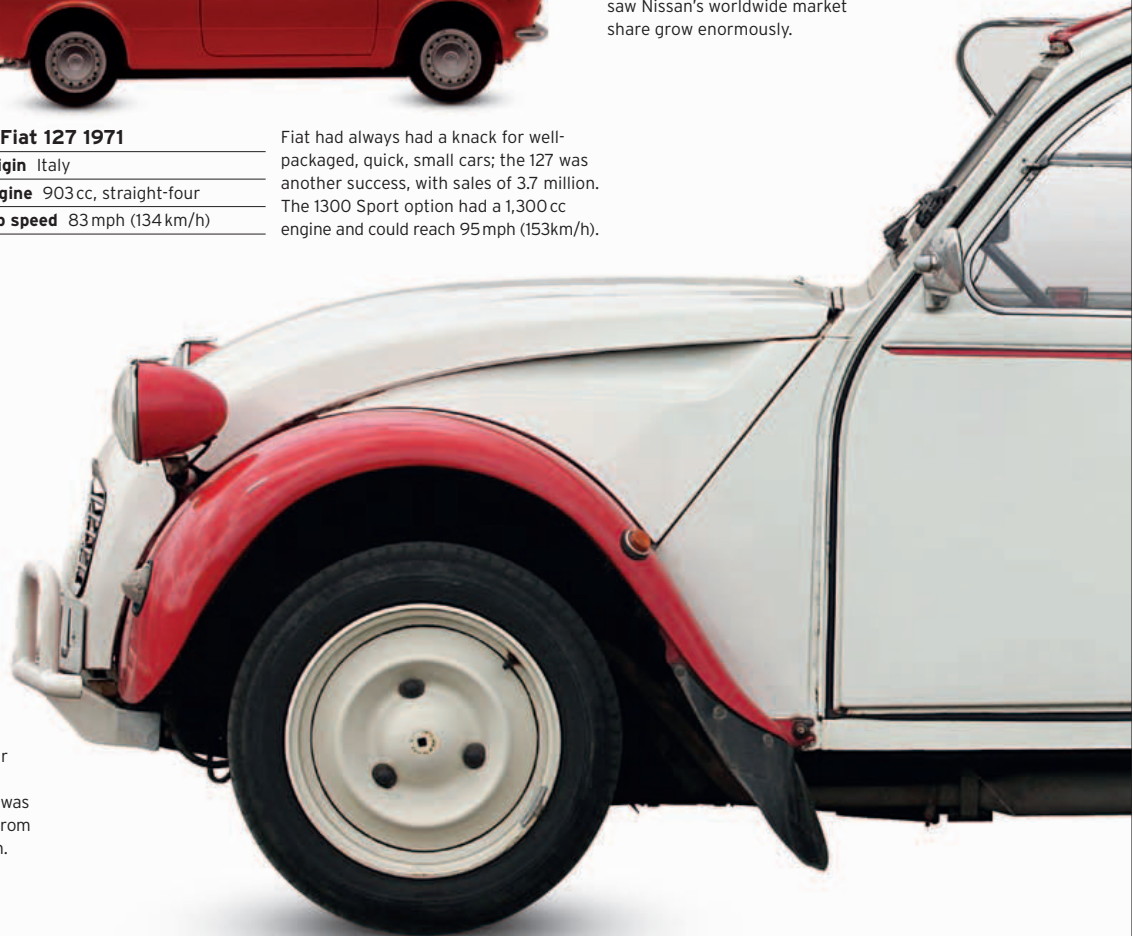 saw Nissan's worldwide market
share grow enormously.
Fiat 127 1971
igin Italy
gine 903 cc, straight-four
p speed 83 mph (134 km/h)
Fiat had always had a knack for well-
packaged, quick, small cars; the 127 was
another success, with sales of 3.7 million.
The 1300 Sport option had a 1,300 cc
engine and could reach 95 mph (153km/h).
r
was
rom
n.